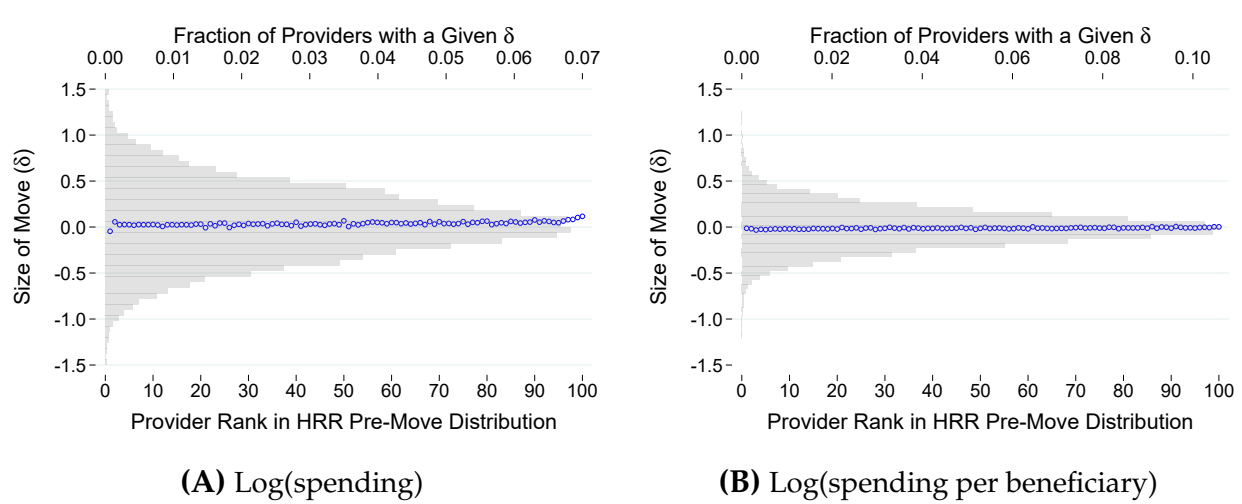 Fraction of Providers with a Given δ
0.00 0.01 0.02 0.03 0.04 0.05 0.06 0.07
Size of Move (δ)
1.5
1.0
0.5
0.0
-0.5
-1.0
-1.5
0 10 20 30 40 50 60 70 80 90 100
Provider Rank in HRR Pre-Move Distribution
(A) Log(spending)
Fraction of Providers with a Given δ
0.00 0.02 0.04 0.06 0.08 0.10
Size of Move (δ)
1.5
1.0
0.5
0.0
-0.5
-1.0
-1.5
0 10 20 30 40 50 60 70 80 90 100
Provider Rank in HRR Pre-Move Distribution
(B) Log(spending per beneficiary)